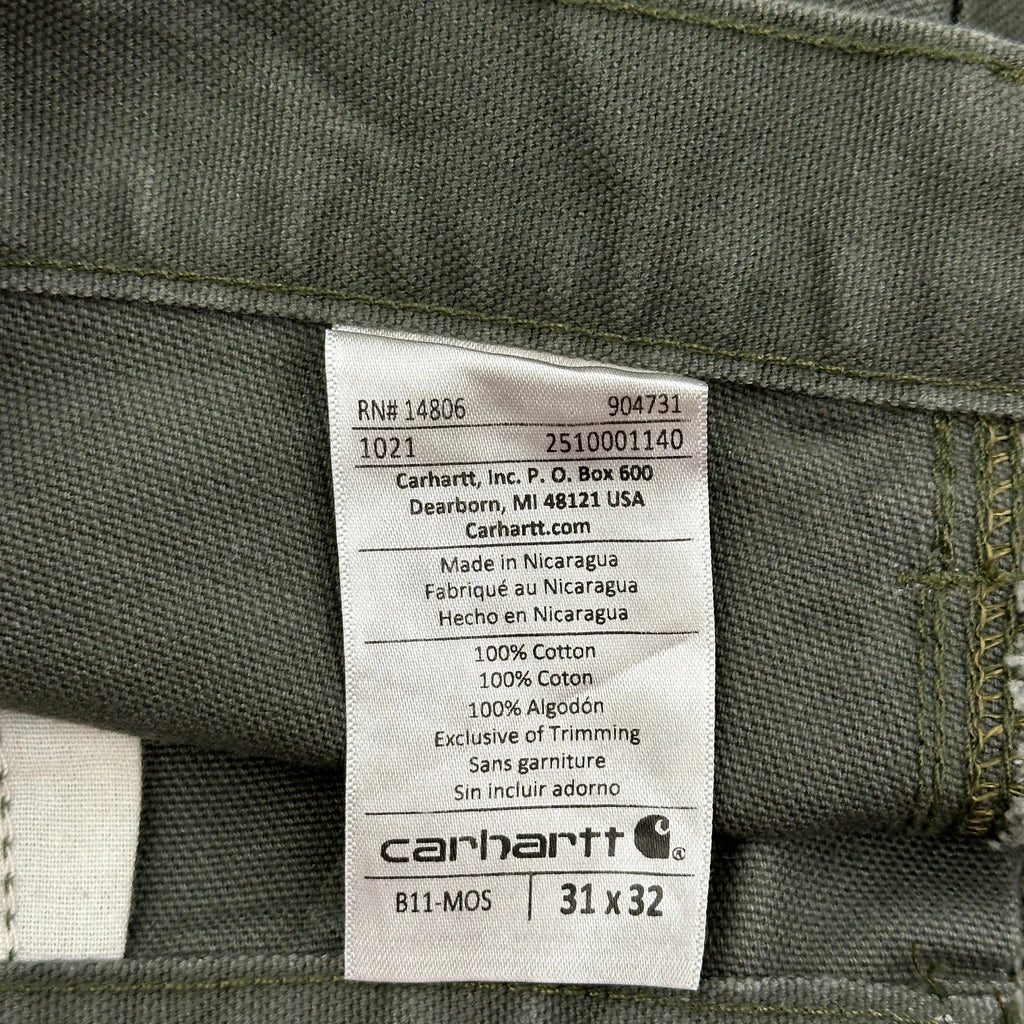 RN# 14806 904731
1021 2510001140
Carhartt, Inc. P. O. Box 600
Dearborn, MI 48121 USA
Carhartt.com
Made in Nicaragua
Fabriqué au Nicaragua
Hecho en Nicaragua
100% Cotton
100% Coton
100% Algodón
Exclusive of Trimming
Sans garniture
Sin incluir adorno
carhartt ®
B11-MOS 31 x 32